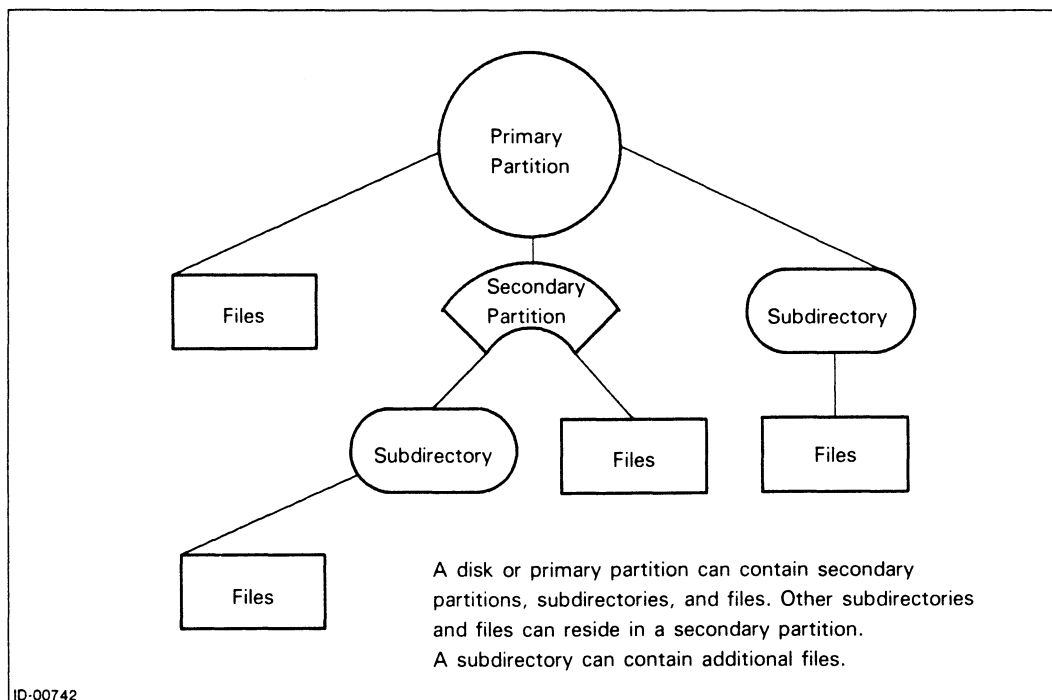 Primary
Partition
Files
Secondary
Partition
Subdirectory
Subdirectory
Files
Files
Files
A disk or primary partition can contain secondary
partitions, subdirectories, and files. Other subdirectories
and files can reside in a secondary partition.
A subdirectory can contain additional files.
ID-00742